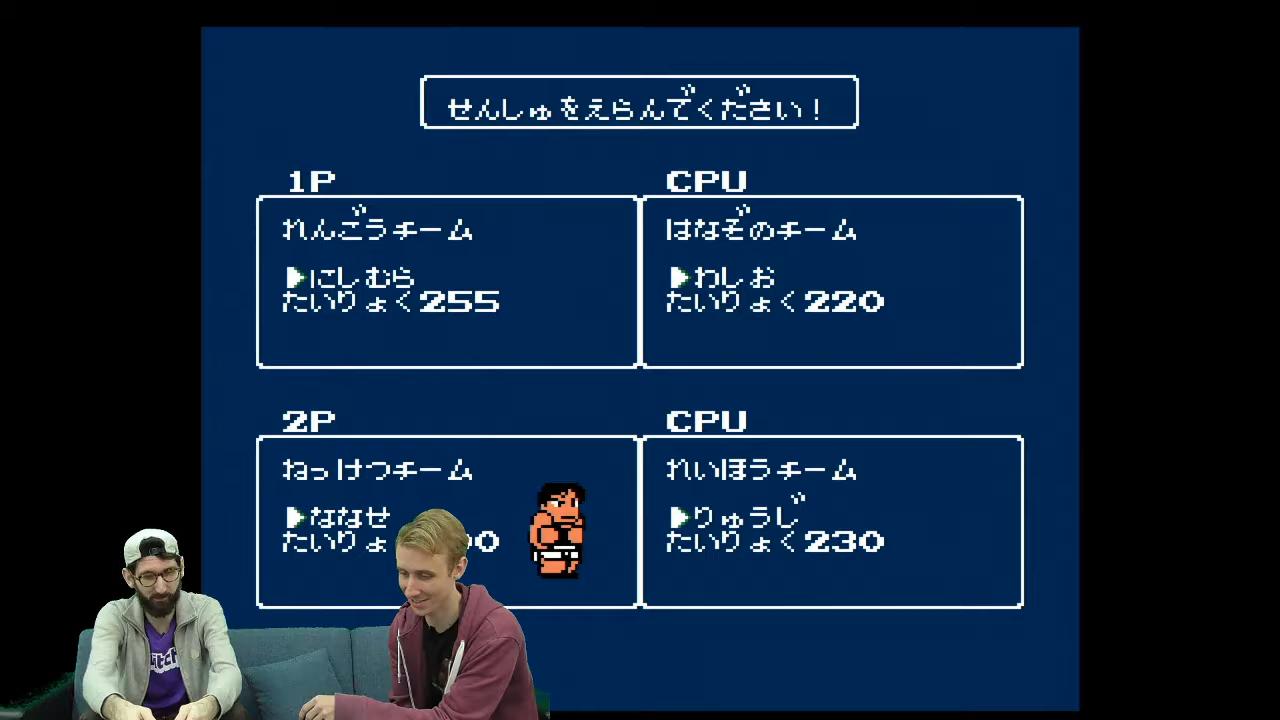 せんしゅをえらんでください！
1P
れんごうチーム
▶にしむら
たいりょく255
CPU
はなぞのチーム
▶わしお
たいりょく220
2P
ねっけつチーム
▶ななせ
たいりょ
CPU
れいほうチーム
▶りゅうじ
たいりょく230